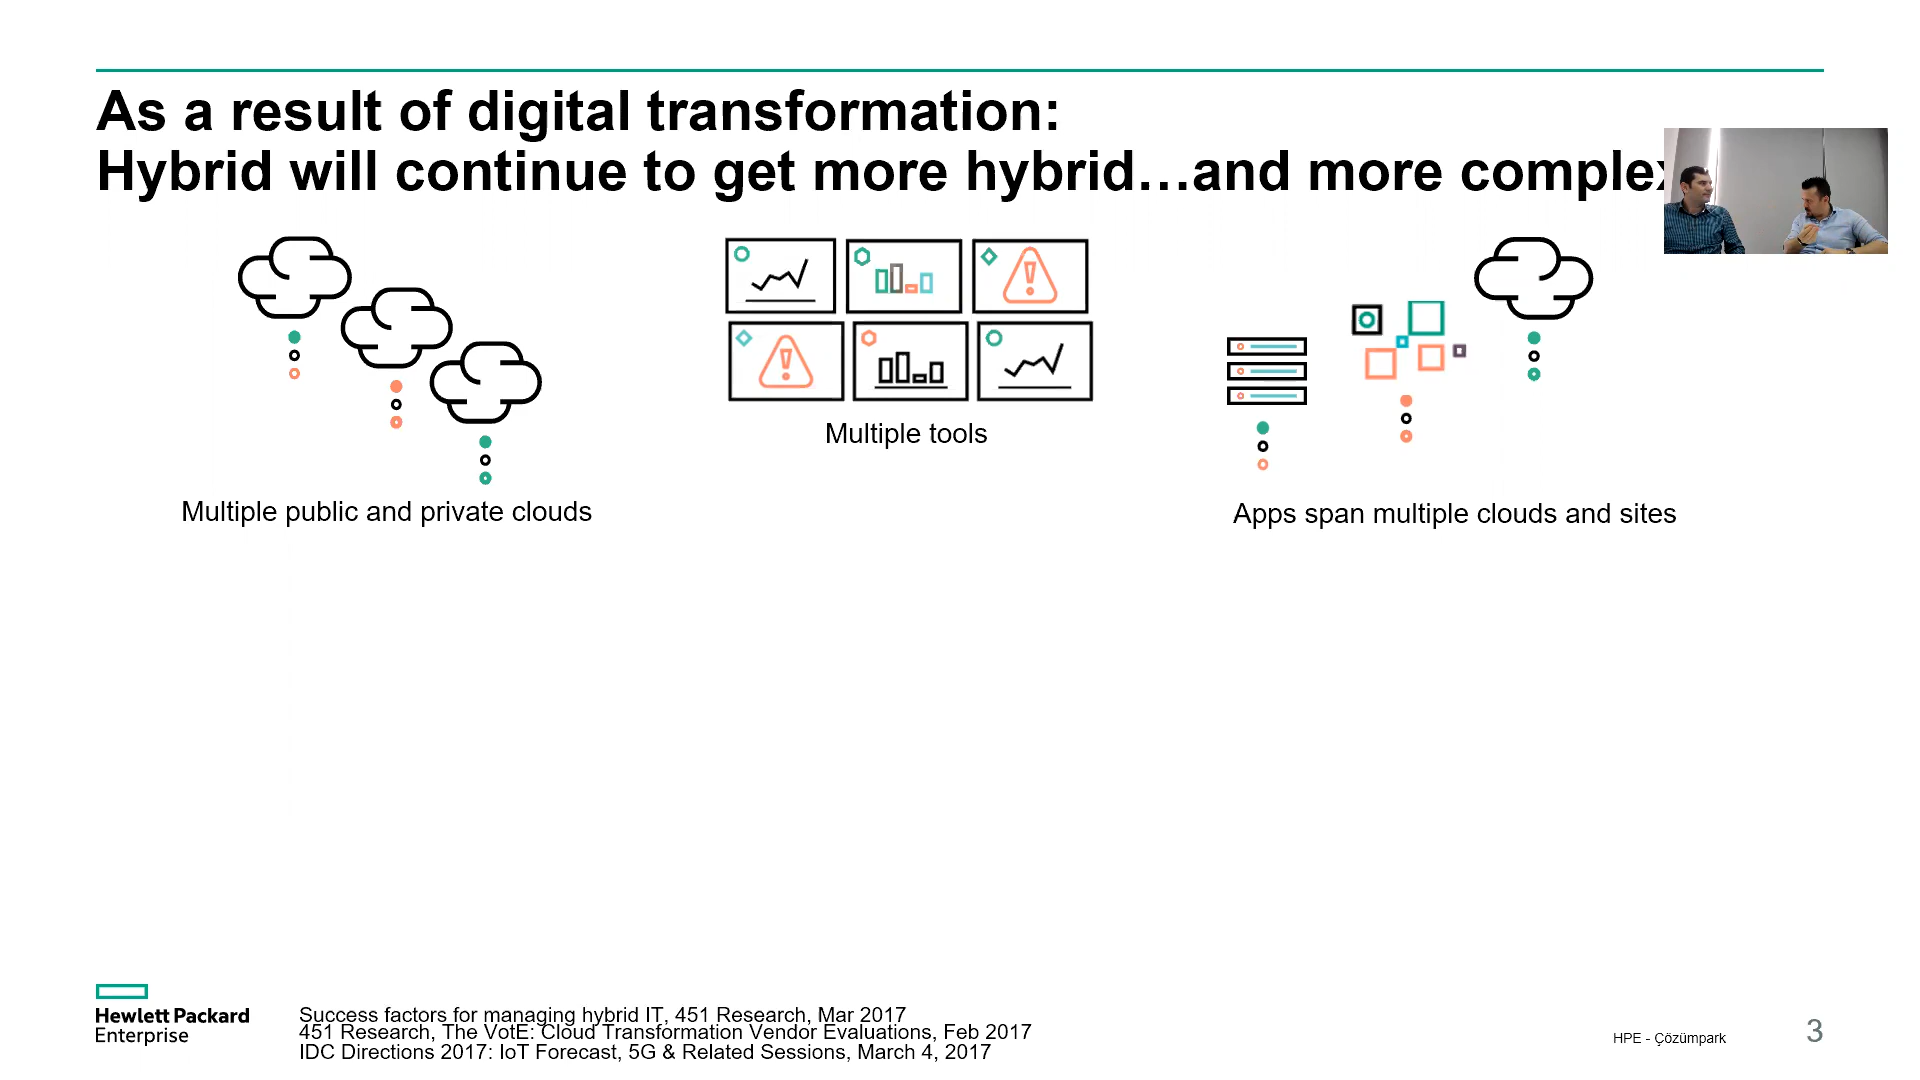 As a result of digital transformation:
Hybrid will continue to get more hybrid…and more complex
Multiple tools
Multiple public and private clouds
Apps span multiple clouds and sites
Hewlett Packard
Enterprise
Success factors for managing hybrid IT, 451 Research, Mar 2017
451 Research, The VotE: Cloud Transformation Vendor Evaluations, Feb 2017
IDC Directions 2017: IoT Forecast, 5G & Related Sessions, March 4, 2017
HPE - Çözümpark
3